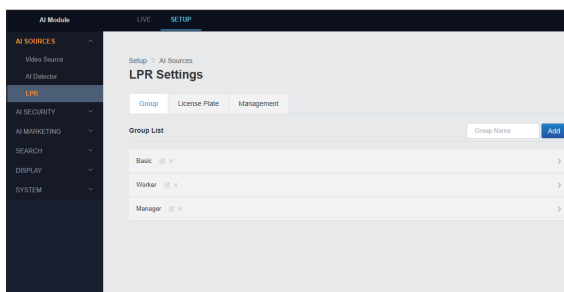 AI Module
LIVE SETUP
AI SOURCES
Video Source
AI Detector
LPR
AI SECURITY
AI MARKETING
SEARCH
DISPLAY
SYSTEM
Setup > AI Sources
LPR Settings
Group License Plate Management
Group List Group Name Add
Basic
Worker
Manager